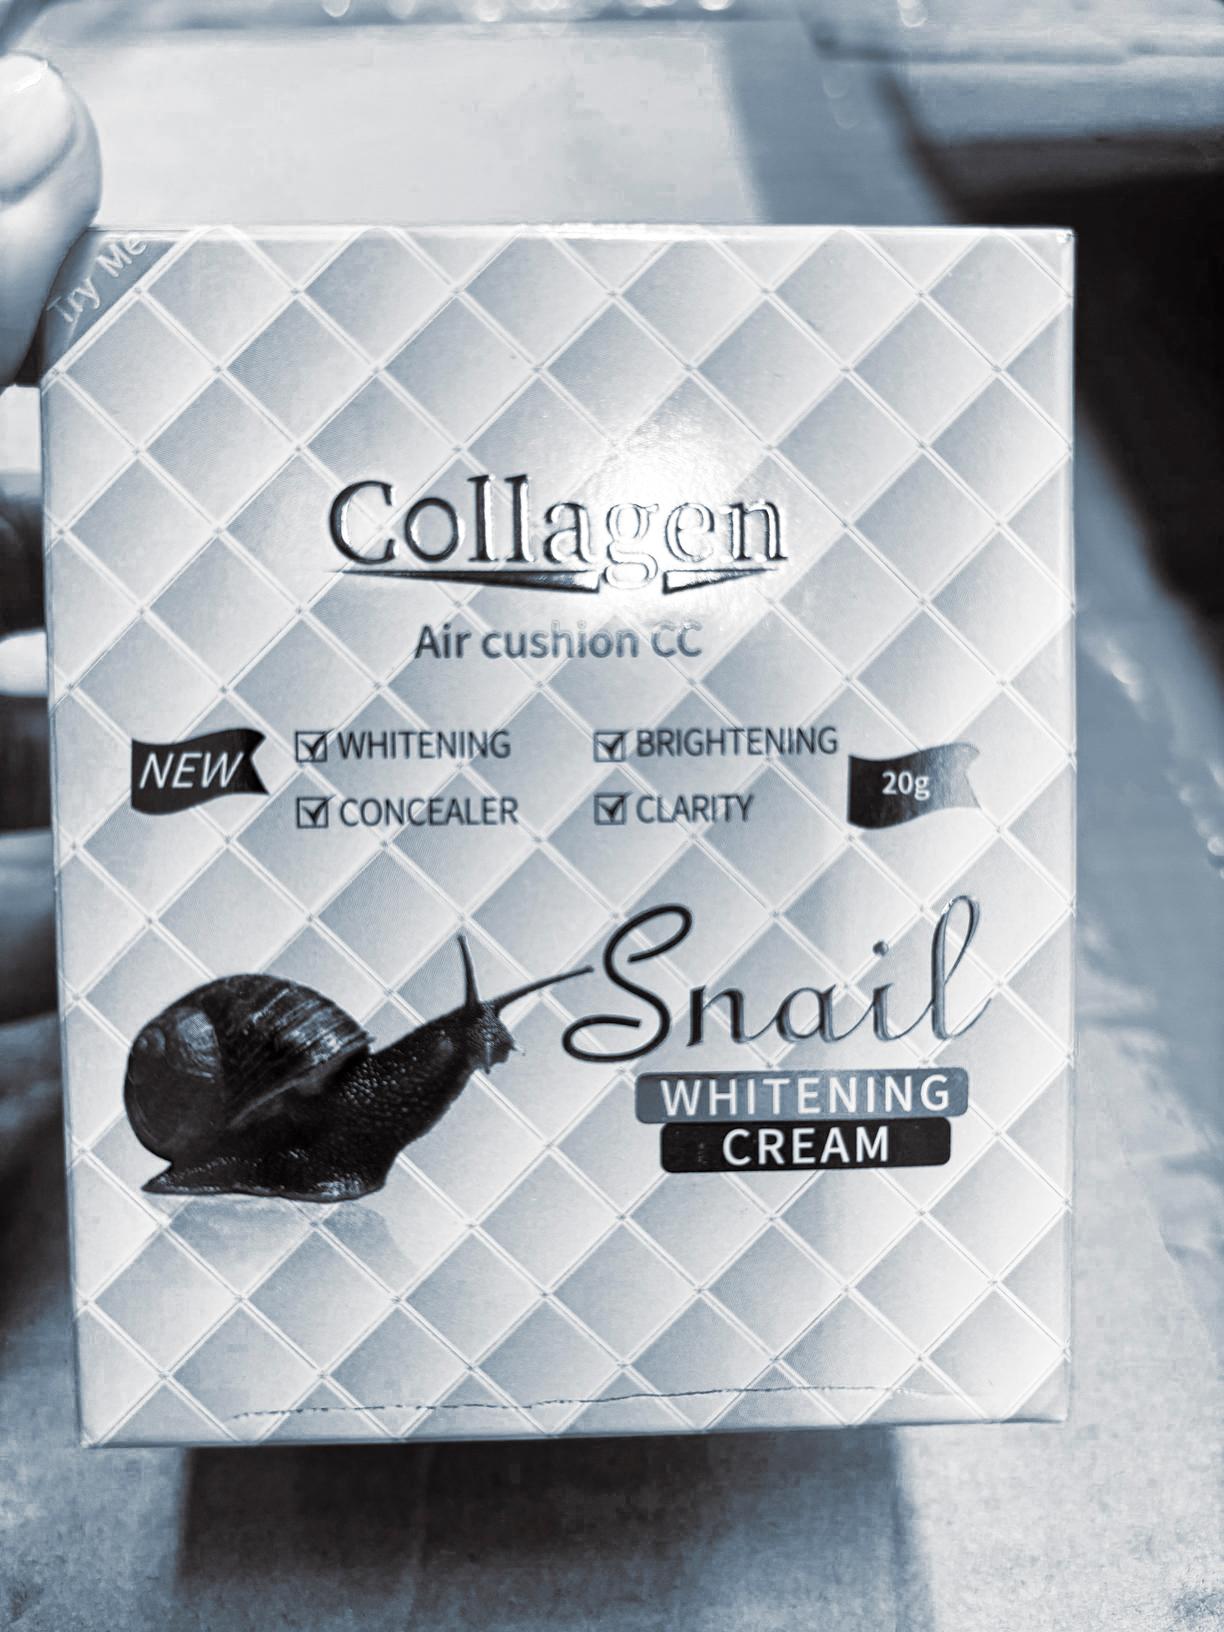 Try Me
Collagen
Air cushion CC
NEW
WHITENING
BRIGHTENING
CONCEALER
CLARITY
20g
Snail
WHITENING
CREAM